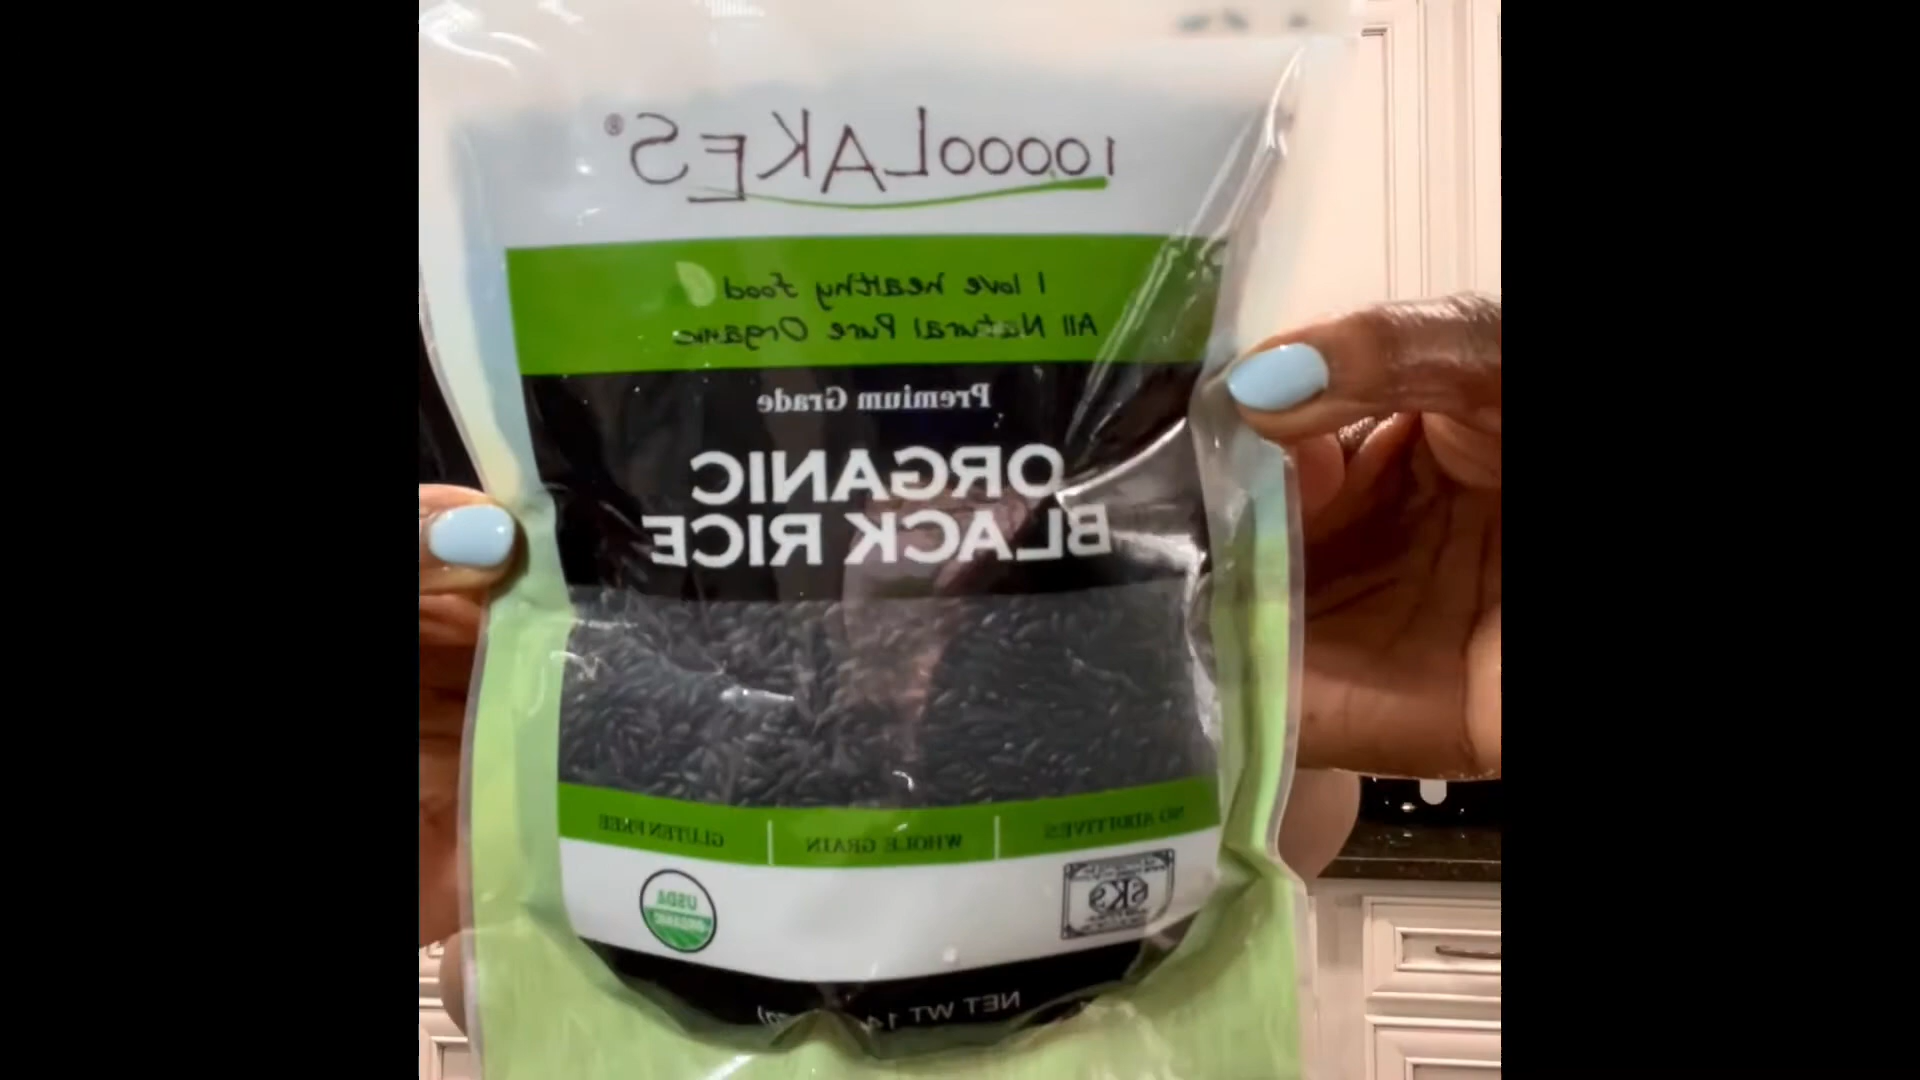 10000LAKES®
I love healthy food
All Natural Pure Organic
Premium Grade
ORGANIC
BLACK RICE
NO ADDITIVES
WHOLE GRAIN
GLUTEN FREE
USDA
ORGANIC
NET WT 14